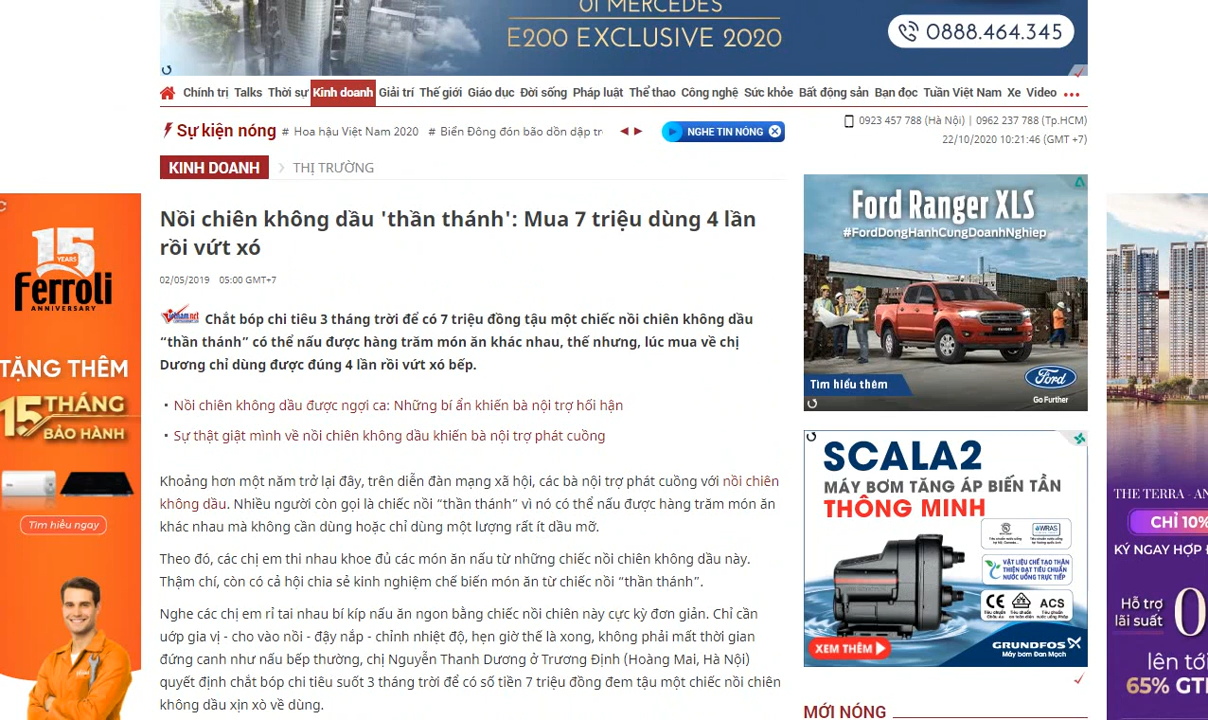 01 MERCEDES
E200 EXCLUSIVE 2020
0888.464.345
Chính trị Talks Thời sự Kinh doanh Giải trí Thế giới Giáo dục Đời sống Pháp luật Thể thao Công nghệ Sức khỏe Bất động sản Bạn đọc Tuần Việt Nam Xe Video
Sự kiện nóng # Hoa hậu Việt Nam 2020 # Biển Đông đón bão dồn dập
NGHE TIN NÓNG
0923 457 788 (Hà Nội) | 0962 237 788 (Tp.HCM)
22/10/2020 10:21:46 (GMT +7)
KINH DOANH > THỊ TRƯỜNG
Nồi chiên không dầu 'thần thánh': Mua 7 triệu dùng 4 lần
rồi vứt xó
02/05/2019 05:00 GMT+7
Chắt bóp chi tiêu 3 tháng trời để có 7 triệu đồng tậu một chiếc nồi chiên không dầu
“thần thánh” có thể nấu được hàng trăm món ăn khác nhau, thế nhưng, lúc mua về chị
Dương chỉ dùng được đúng 4 lần rồi vứt xó bếp.
• Nồi chiên không dầu được ngợi ca: Những bí ẩn khiến bà nội trợ hối hận
• Sự thật giật mình về nồi chiên không dầu khiến bà nội trợ phát cuồng
Khoảng hơn một năm trở lại đây, trên diễn đàn mạng xã hội, các bà nội trợ phát cuồng với nồi chiên
không dầu. Nhiều người còn gọi là chiếc nồi “thần thánh” vì nó có thể nấu được hàng trăm món ăn
khác nhau mà không cần dùng hoặc chỉ dùng một lượng rất ít dầu mỡ.
Theo đó, các chị em thi nhau khoe đủ các món ăn nấu từ những chiếc nồi chiên không dầu này.
Thậm chí, còn có cả hội chia sẻ kinh nghiệm chế biến món ăn từ chiếc nồi “thần thánh”.
Nghe các chị em rỉ tai nhau bí kíp nấu ăn ngon bằng chiếc nồi chiên này cực kỳ đơn giản. Chỉ cần
ướp gia vị - cho vào nồi - đậy nắp - chỉnh nhiệt độ, hẹn giờ thế là xong, không phải mất thời gian
đứng canh như nấu bếp thường, chị Nguyễn Thanh Dương ở Trương Định (Hoàng Mai, Hà Nội)
quyết định chắt bóp chi tiêu suốt 3 tháng trời để có số tiền 7 triệu đồng đem tậu một chiếc nồi chiên
không dầu xịn xò về dùng.
15
YEARS
Ferroli
ANNIVERSARY
TẶNG THÊM
15 THÁNG
BẢO HÀNH
Tìm hiểu ngay
Ford Ranger XLS
#FordDongHanhCungDoanhNghiep
RANGER
Tìm hiểu thêm
Ford
Go Further
SCALA2
MÁY BƠM TĂNG ÁP BIẾN TẦN
THÔNG MINH
WRAS
VẬT LIỆU CHẾ TẠO THÂN
THIỆN ĐẠT TIÊU CHUẨN
NƯỚC UỐNG TRỰC TIẾP
CE ACS
XEM THÊM
GRUNDFOS
Máy bơm Đan Mạch
MỚI NÓNG
THE TERRA - AN
CHỈ 10%
KÝ NGAY HỢP
Hỗ trợ
lãi suất
0
lên tới
65% GT